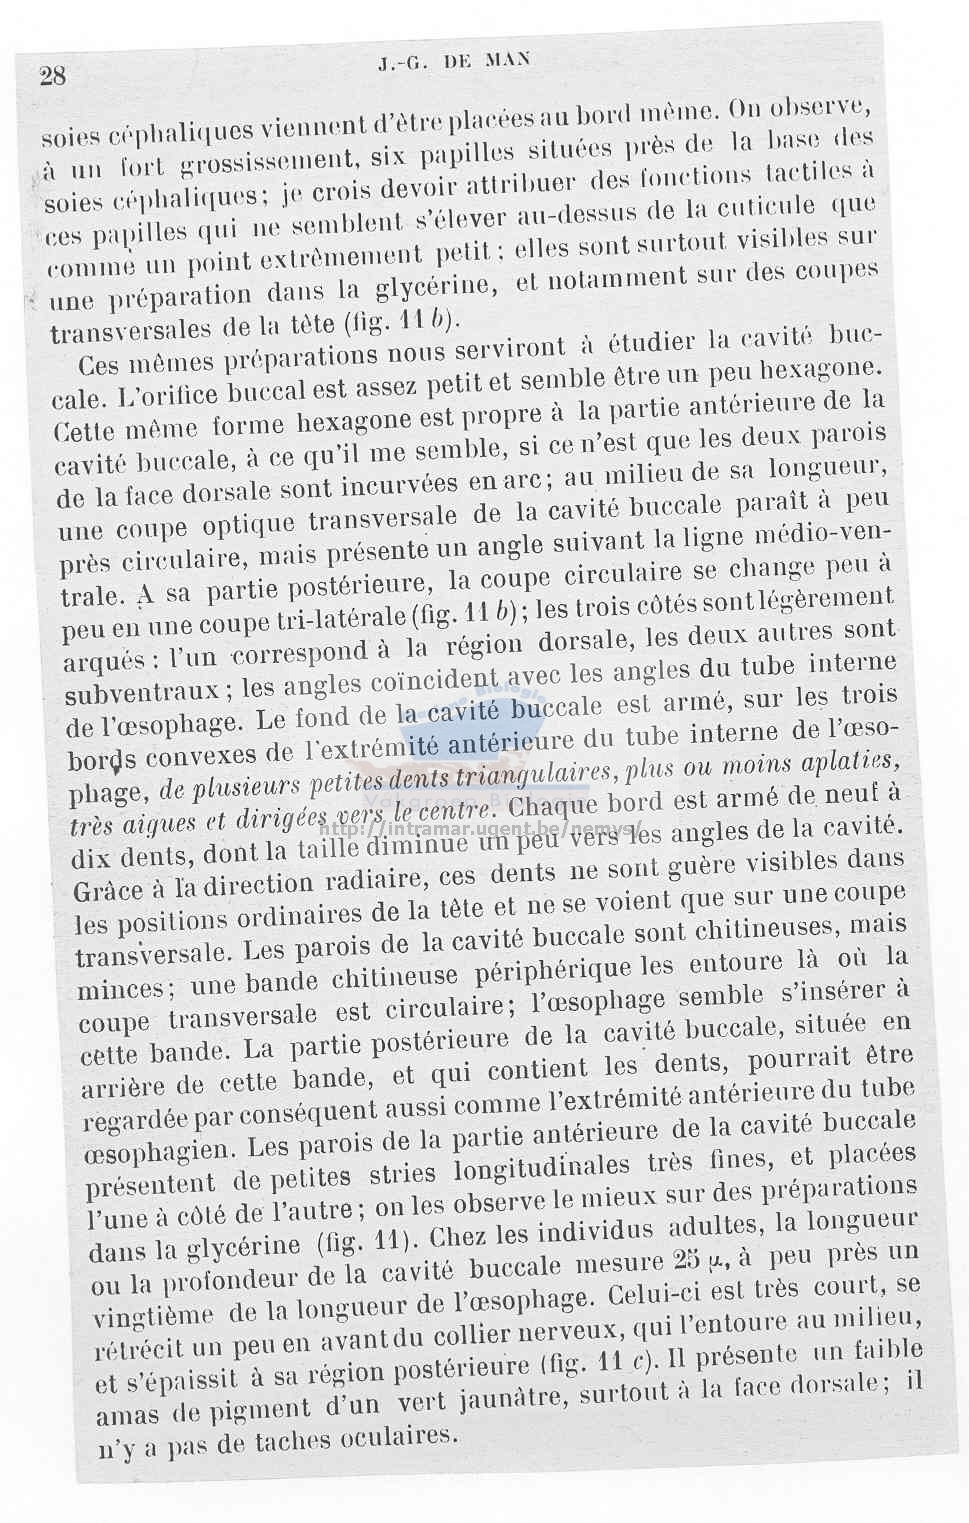 28
J.-G. DE MAN
soies céphaliques viennent d'être placées au bord même. On observe,
à un fort grossissement, six papilles situées près de la base des
soies céphaliques; je crois devoir attribuer des fonctions tactiles à
ces papilles qui ne semblent s'élever au-dessus de la cuticule que
comme un point extrêmement petit; elles sont surtout visibles sur
une préparation dans la glycérine, et notamment sur des coupes
transversales de la tête (fig. 11 b).
Ces mêmes préparations nous serviront à étudier la cavité buc-
cale. L'orifice buccal est assez petit et semble être un peu hexagone.
Cette même forme hexagone est propre à la partie antérieure de la
cavité buccale, à ce qu'il me semble, si ce n'est que les deux parois
de la face dorsale sont incurvées en arc; au milieu de sa longueur,
une coupe optique transversale de la cavité buccale paraît à peu
près circulaire, mais présente un angle suivant la ligne médio-ven-
trale. A sa partie postérieure, la coupe circulaire se change peu à
peu en une coupe tri-latérale (fig. 11 b); les trois côtés sont légèrement
arqués : l'un correspond à la région dorsale, les deux autres sont
subventraux; les angles coïncident avec les angles du tube interne
de l'œsophage. Le fond de la cavité buccale est armé, sur les trois
bords convexes de l'extrémité antérieure du tube interne de l'œso-
phage, de plusieurs petites dents triangulaires, plus ou moins aplaties,
très aigues et dirigées vers le centre. Chaque bord est armé de neuf à
dix dents, dont la taille diminue un peu vers les angles de la cavité.
Grâce à la direction radiaire, ces dents ne sont guère visibles dans
les positions ordinaires de la tête et ne se voient que sur une coupe
transversale. Les parois de la cavité buccale sont chitineuses, mais
minces; une bande chitineuse périphérique les entoure là où la
coupe transversale est circulaire; l'œsophage semble s'insérer à
cette bande. La partie postérieure de la cavité buccale, située en
arrière de cette bande, et qui contient les dents, pourrait être
regardée par conséquent aussi comme l'extrémité antérieure du tube
œsophagien. Les parois de la partie antérieure de la cavité buccale
présentent de petites stries longitudinales très fines, et placées
l'une à côté de l'autre; on les observe le mieux sur des préparations
dans la glycérine (fig. 11). Chez les individus adultes, la longueur
ou la profondeur de la cavité buccale mesure 25 µ, à peu près un
vingtième de la longueur de l'œsophage. Celui-ci est très court, se
rétrécit un peu en avant du collier nerveux, qui l'entoure au milieu,
et s'épaissit à sa région postérieure (fig. 11 c). Il présente un faible
amas de pigment d'un vert jaunâtre, surtout à la face dorsale; il
n'y a pas de taches oculaires.
http://intramar.ugent.be/nemys/